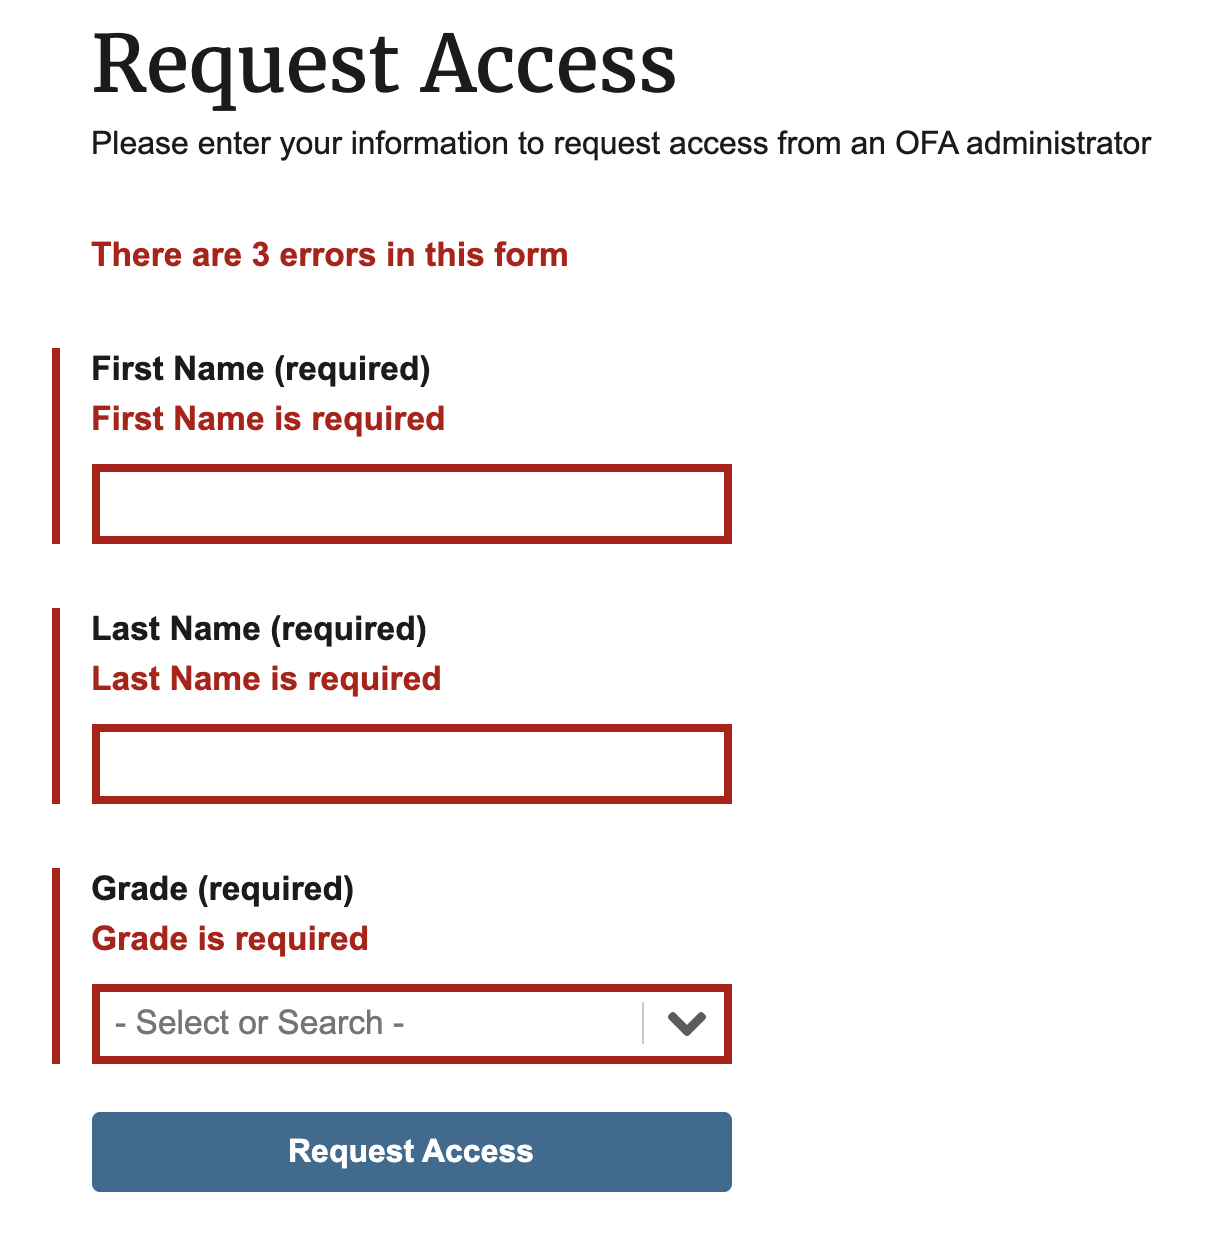 Request Access
Please enter your information to request access from an OFA administrator
There are 3 errors in this form
First Name (required)
First Name is required
Last Name (required)
Last Name is required
Grade (required)
Grade is required
- Select or Search -
Request Access